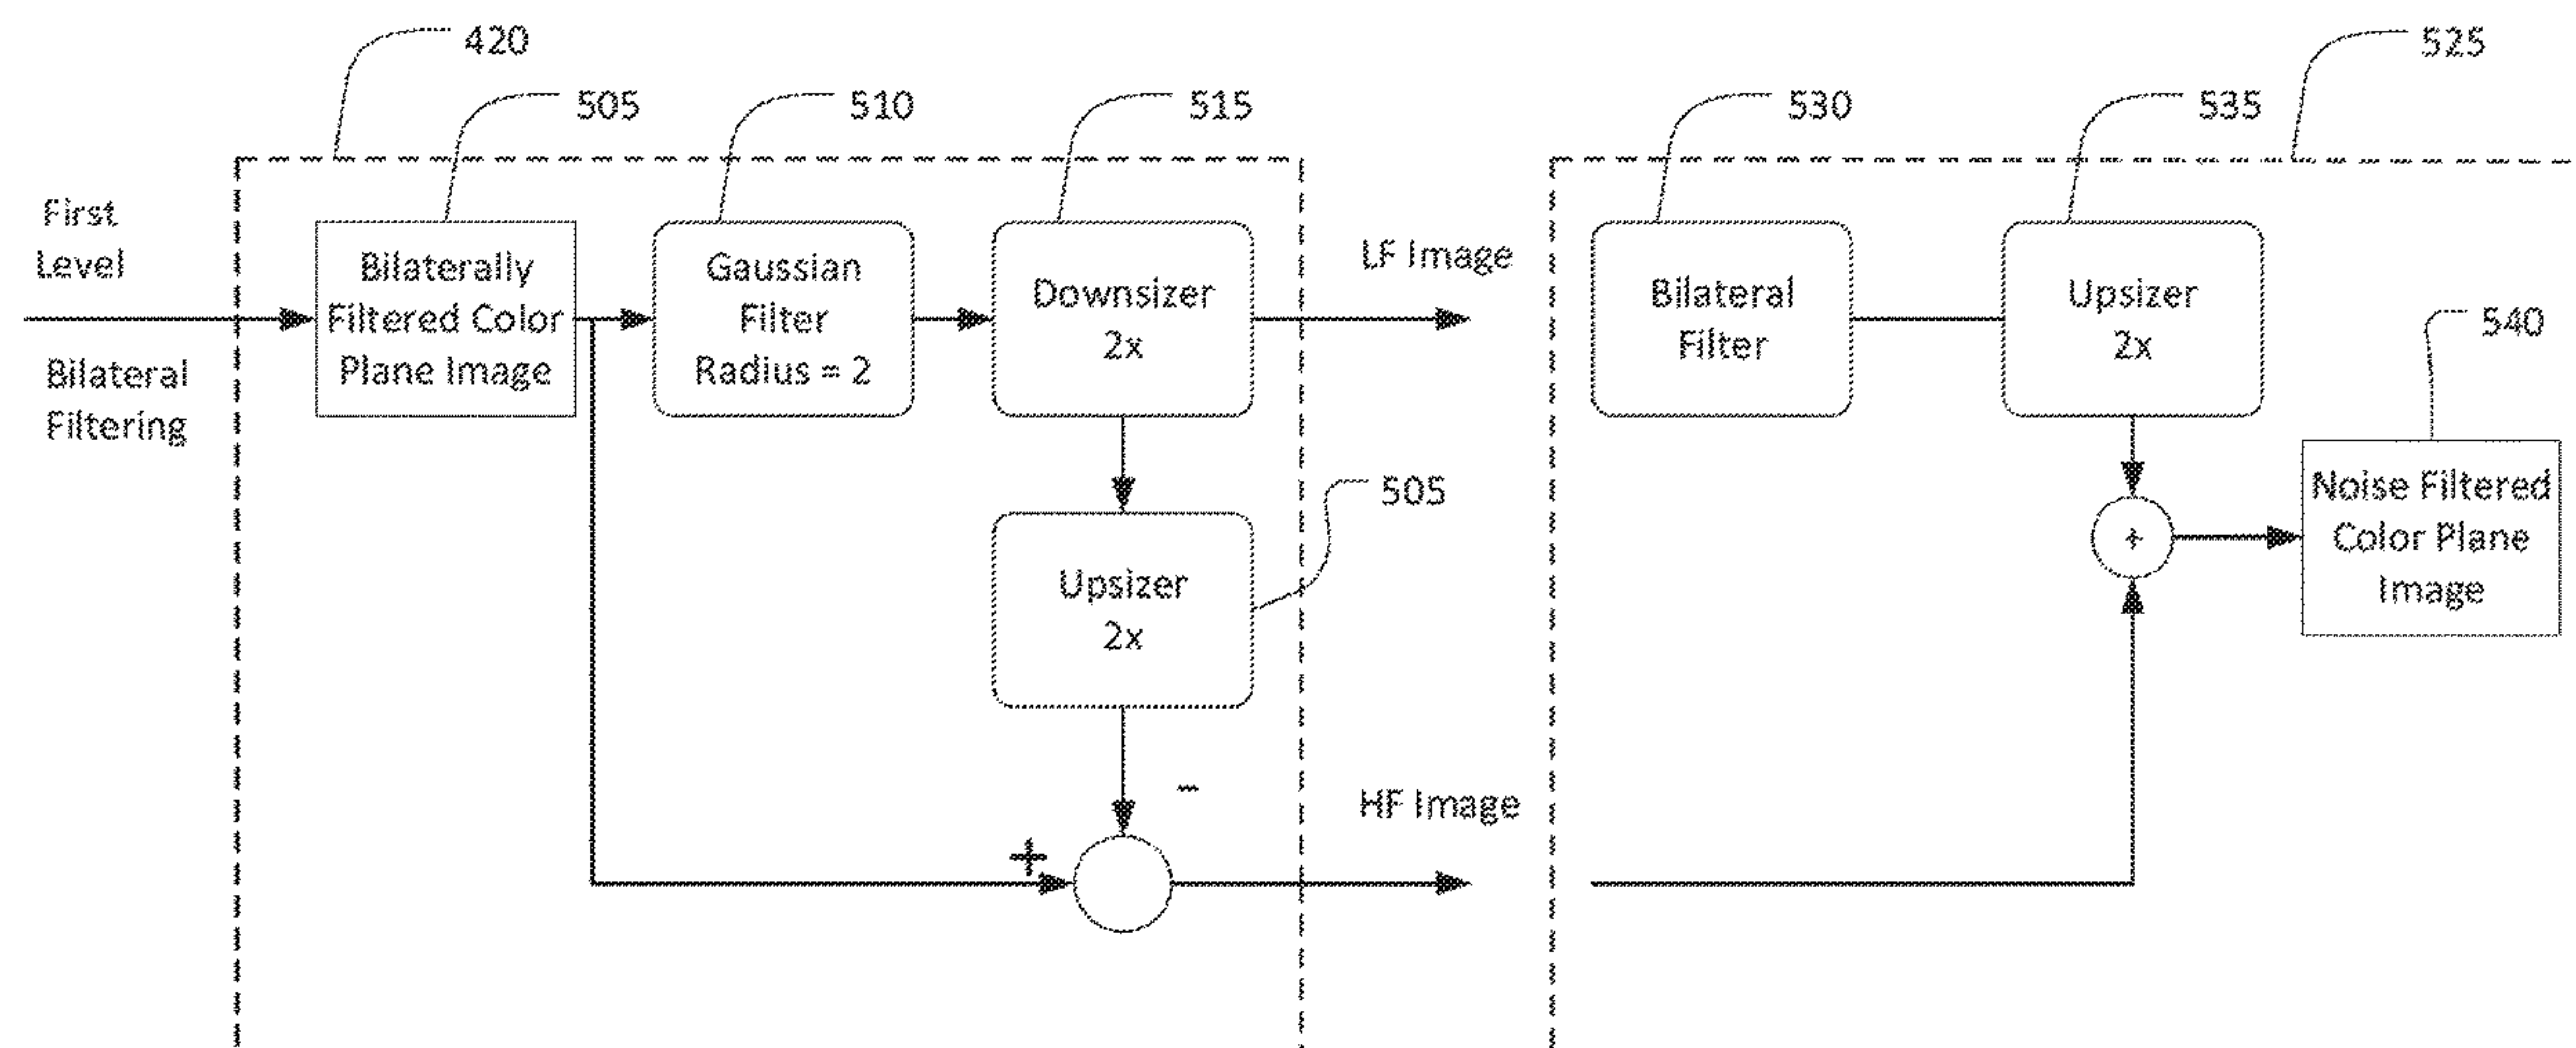 420
525
505
510
515
530
535
First
Level
Bilateral
Filtering
Bilaterally
Filtered Color
Plane Image
Gaussian
Filter
Radius = 2
Downsizer
2x
LF Image
Bilateral
Filter
Upsizer
2x
540
Noise Filtered
Color Plane
Image
+
505
Upsizer
2x
-
+
HF Image